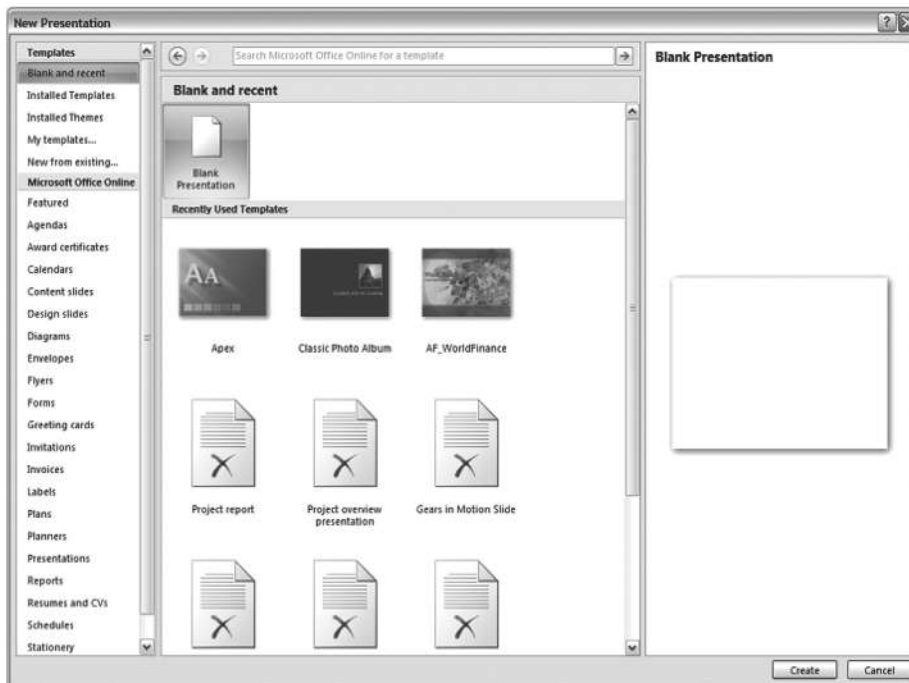 New Presentation
?
Templates
Blank and recent
Installed Templates
Installed Themes
My templates...
New from existing...
Microsoft Office Online
Featured
Agendas
Award certificates
Calendars
Content slides
Design slides
Diagrams
Envelopes
Flyers
Forms
Greeting cards
Invitations
Invoices
Labels
Plans
Planners
Presentations
Reports
Resumes and CVs
Schedules
Stationery
Search Microsoft Office Online for a template
Blank and recent
Blank
Presentation
Recently Used Templates
AA
Apex
Classic Photo Album
AF_WorldFinance
Project report
Project overview
presentation
Gears in Motion Slide
Blank Presentation
Create
Cancel